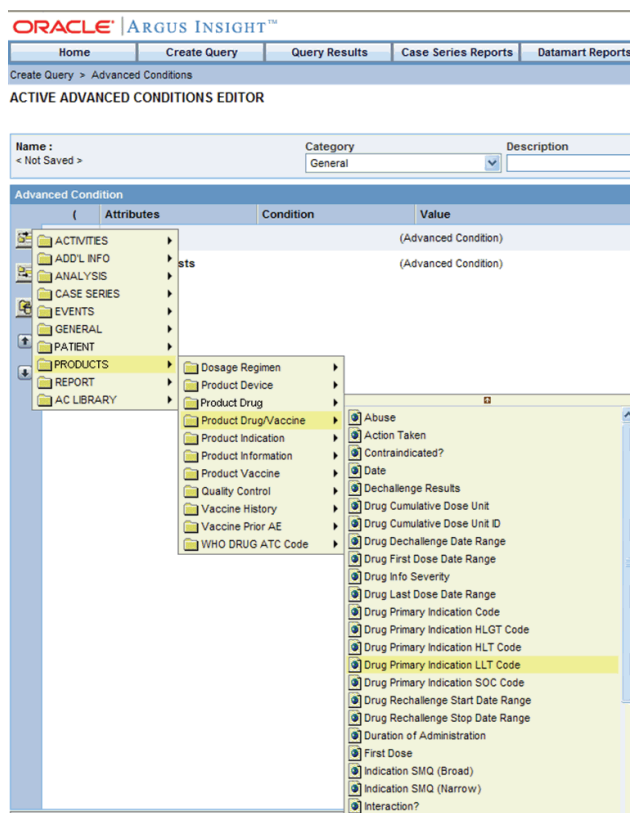 ORACLE® | ARGUS INSIGHT™
Home Create Query Query Results Case Series Reports Datamart Reports
Create Query > Advanced Conditions
ACTIVE ADVANCED CONDITIONS EDITOR
Name : Category Description
< Not Saved > General
Advanced Condition
( Attributes Condition Value
(Advanced Condition)
sts (Advanced Condition)
ACTIVITIES
ADD'L INFO
ANALYSIS
CASE SERIES
EVENTS
GENERAL
PATIENT
PRODUCTS
REPORT
AC LIBRARY
Dosage Regimen
Product Device
Product Drug
Product Drug/Vaccine
Product Indication
Product Information
Product Vaccine
Quality Control
Vaccine History
Vaccine Prior AE
WHO DRUG ATC Code
Abuse
Action Taken
Contraindicated?
Date
Dechallenge Results
Drug Cumulative Dose Unit
Drug Cumulative Dose Unit ID
Drug Dechallenge Date Range
Drug First Dose Date Range
Drug Info Severity
Drug Last Dose Date Range
Drug Primary Indication Code
Drug Primary Indication HLGT Code
Drug Primary Indication HLT Code
Drug Primary Indication LLT Code
Drug Primary Indication SOC Code
Drug Rechallenge Start Date Range
Drug Rechallenge Stop Date Range
Duration of Administration
First Dose
Indication SMQ (Broad)
Indication SMQ (Narrow)
Interaction?